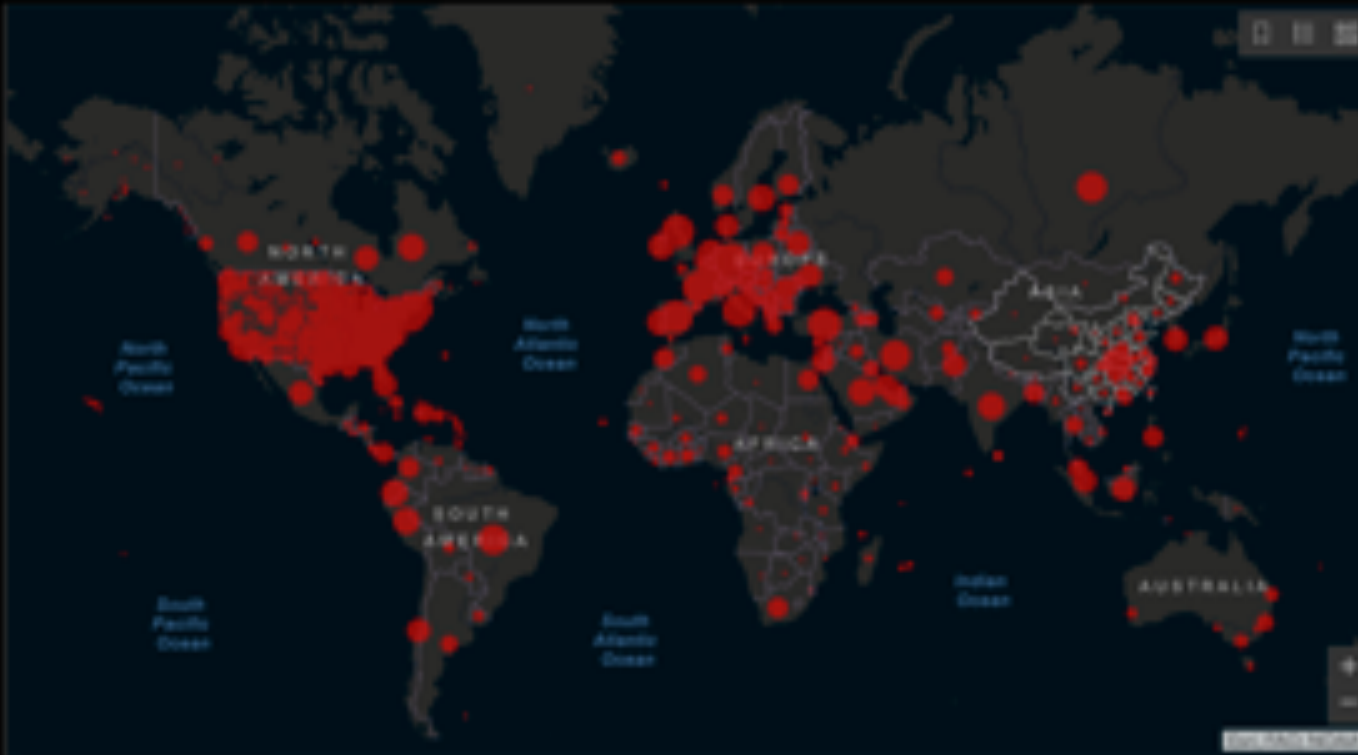 NORTH
AMERICA
EUROPE
ASIA
North
Pacific
Ocean
North
Atlantic
Ocean
North
Pacific
Ocean
AFRICA
SOUTH
AMERICA
South
Pacific
Ocean
South
Atlantic
Ocean
Indian
Ocean
AUSTRALIA
+
−